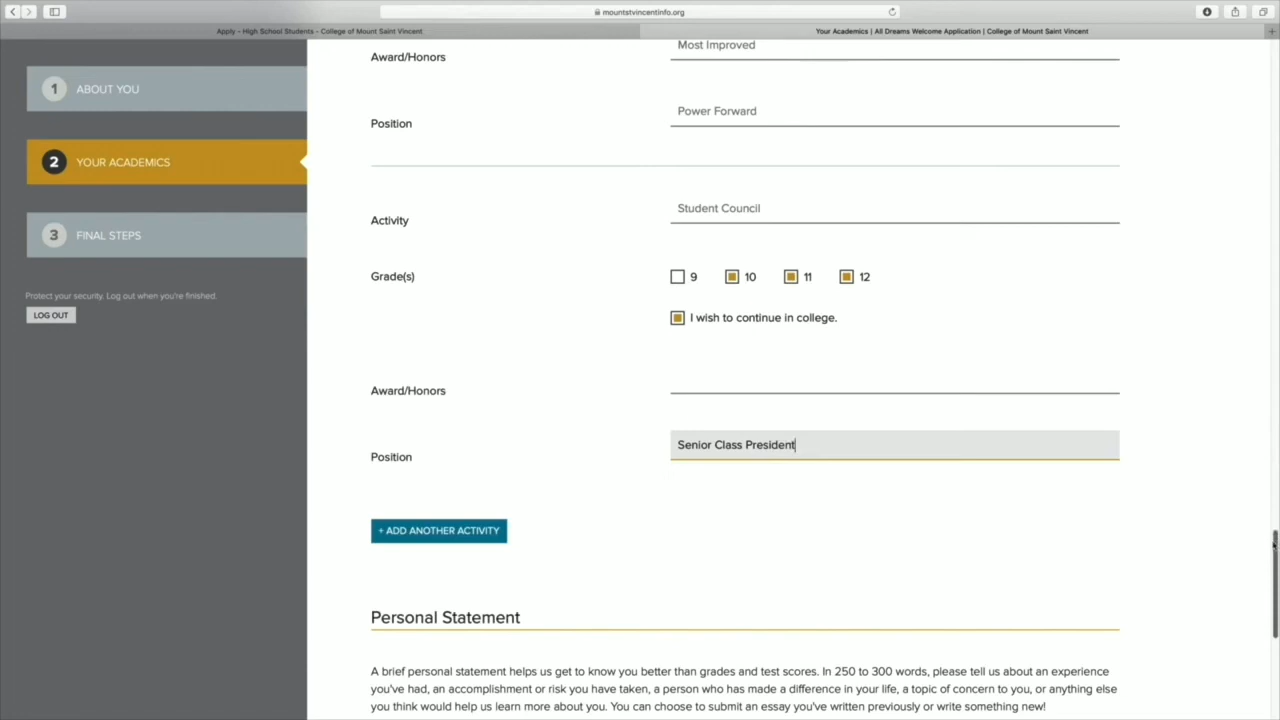 mountstvincentinfo.org
Apply - High School Students - College of Mount Saint Vincent
Your Academics | All Dreams Welcome Application | College of Mount Saint Vincent
1 ABOUT YOU
2 YOUR ACADEMICS
3 FINAL STEPS
Protect your security. Log out when you're finished.
LOG OUT
Award/Honors
Most Improved
Position
Power Forward
Activity
Student Council
Grade(s)
9 10 11 12
I wish to continue in college.
Award/Honors
Position
Senior Class President
+ ADD ANOTHER ACTIVITY
Personal Statement
A brief personal statement helps us get to know you better than grades and test scores. In 250 to 300 words, please tell us about an experience
you've had, an accomplishment or risk you have taken, a person who has made a difference in your life, a topic of concern to you, or anything else
you think would help us learn more about you. You can choose to submit an essay you've written previously or write something new!